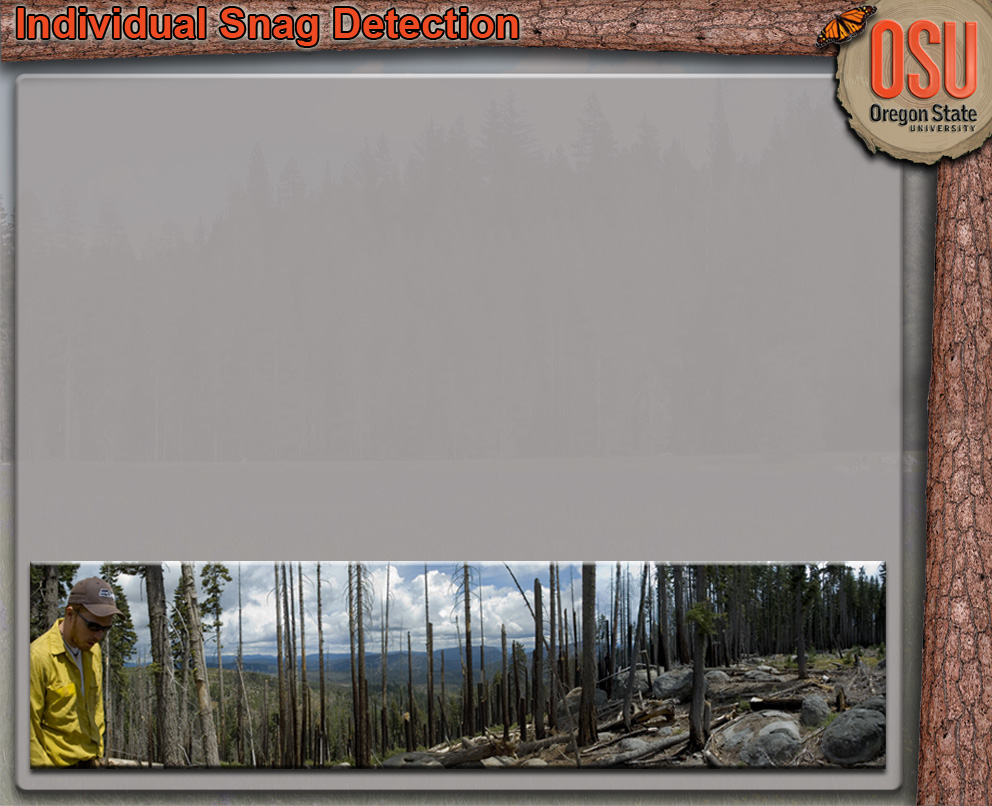 Individual Snag Detection
OSU
Oregon State
UNIVERSITY